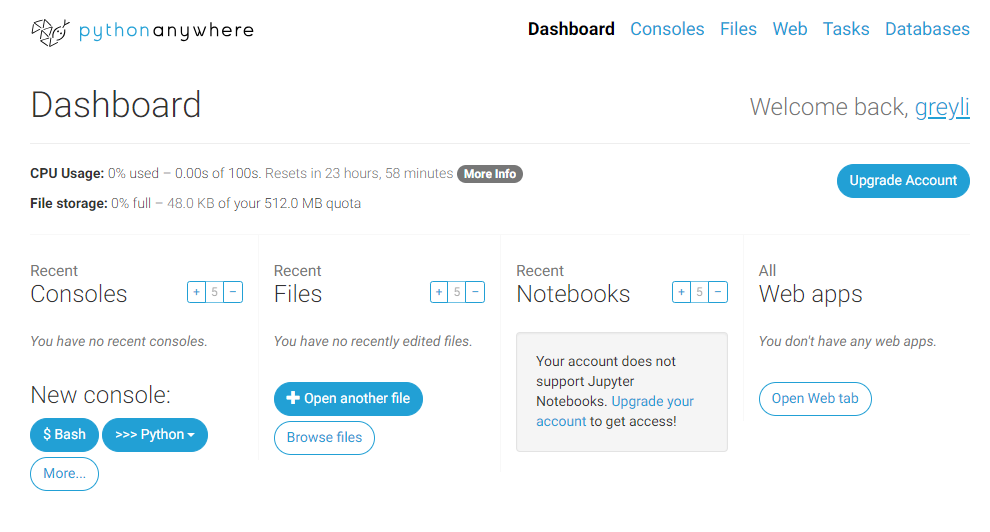 pythonanywhere
Dashboard Consoles Files Web Tasks Databases
Dashboard
Welcome back, greyli
CPU Usage: 0% used – 0.00s of 100s. Resets in 23 hours, 58 minutes More Info
Upgrade Account
File storage: 0% full – 48.0 KB of your 512.0 MB quota
Recent
Consoles
+ 5 −
You have no recent consoles.
New console:
$ Bash >>> Python
More...
Recent
Files
+ 5 −
You have no recently edited files.
Open another file
Browse files
Recent
Notebooks
+ 5 −
Your account does not
support Jupyter
Notebooks. Upgrade your
account to get access!
All
Web apps
You don't have any web apps.
Open Web tab